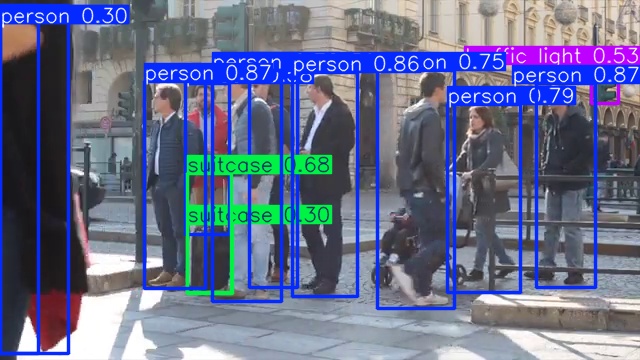 person 0.30
traffic light 0.53
person
person 0.86
on 0.75
person 0.87
person 0.87
person 0.79
suitcase 0.68
suitcase 0.30